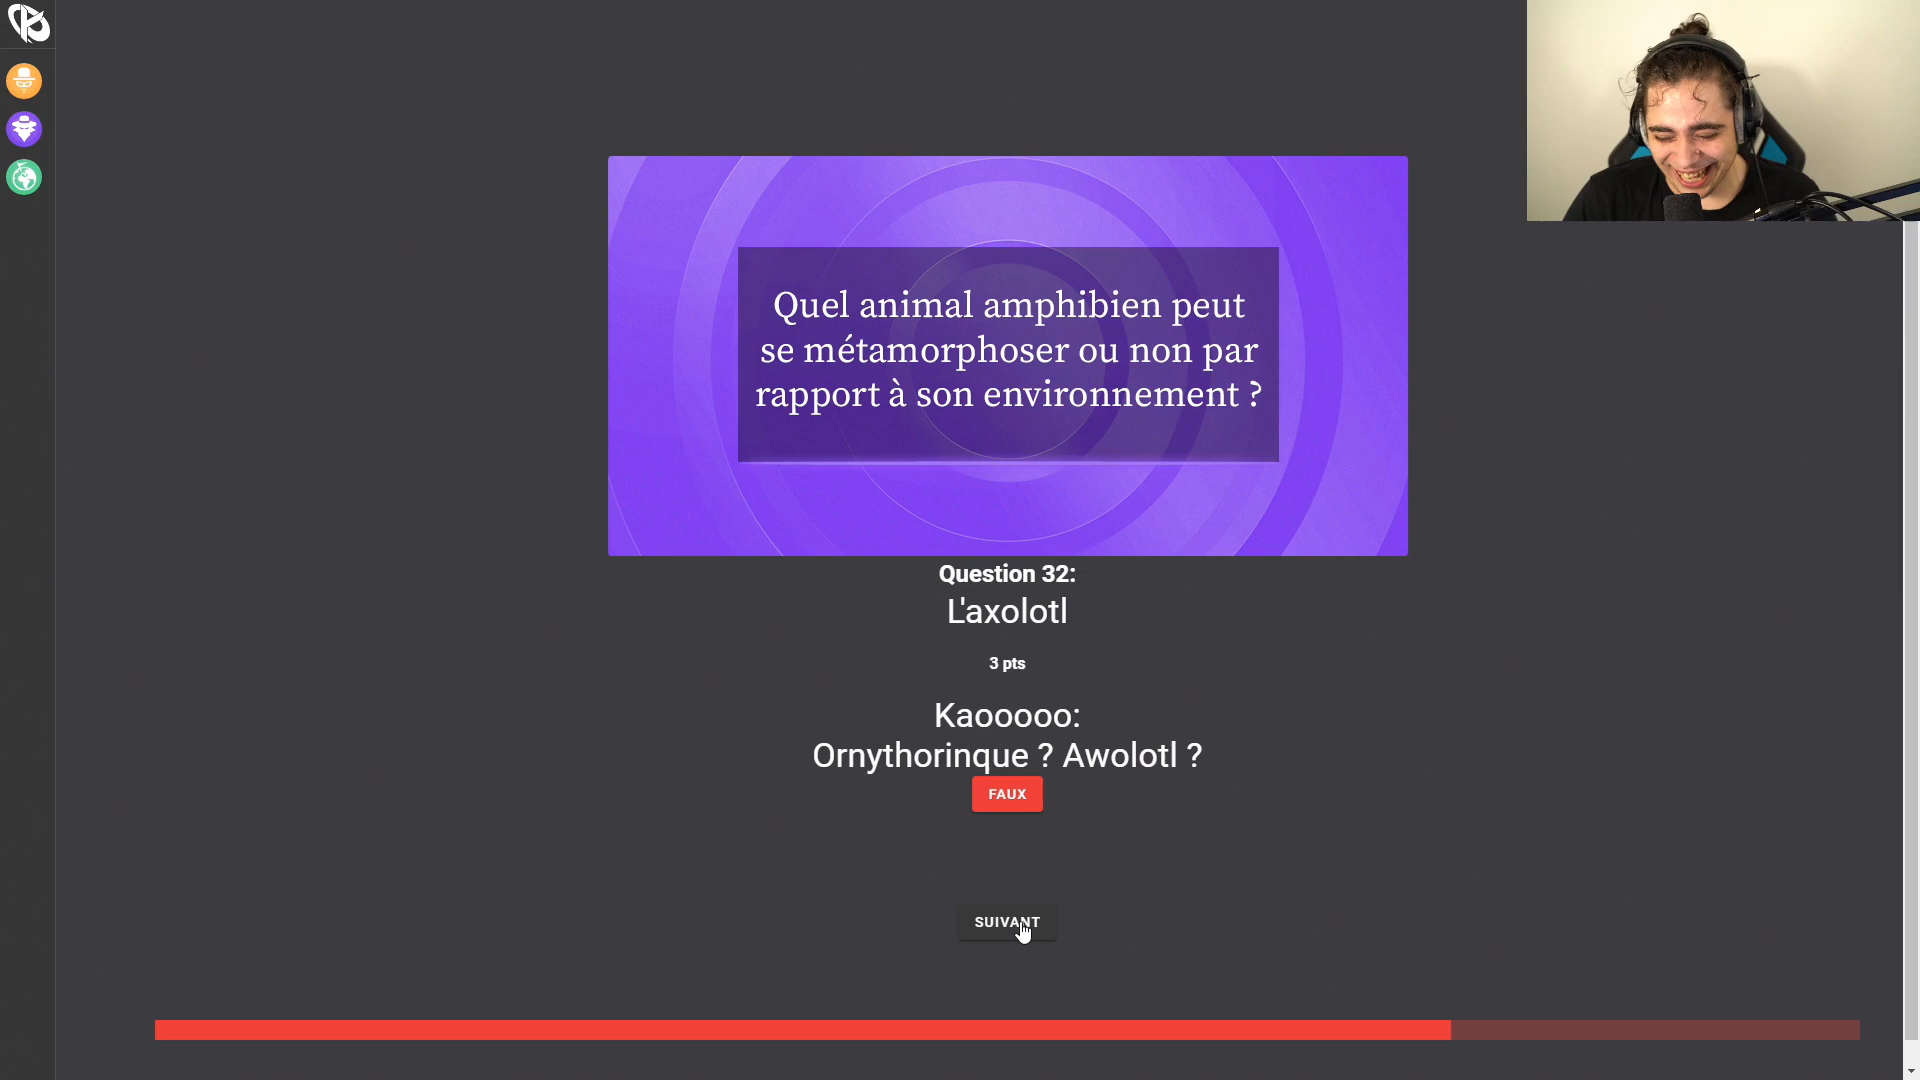 Quel animal amphibien peut
se métamorphoser ou non par
rapport à son environnement ?
Question 32:
L'axolotl
3 pts
Kaooooo:
Ornythorinque ? Awolotl ?
FAUX
SUIVANT